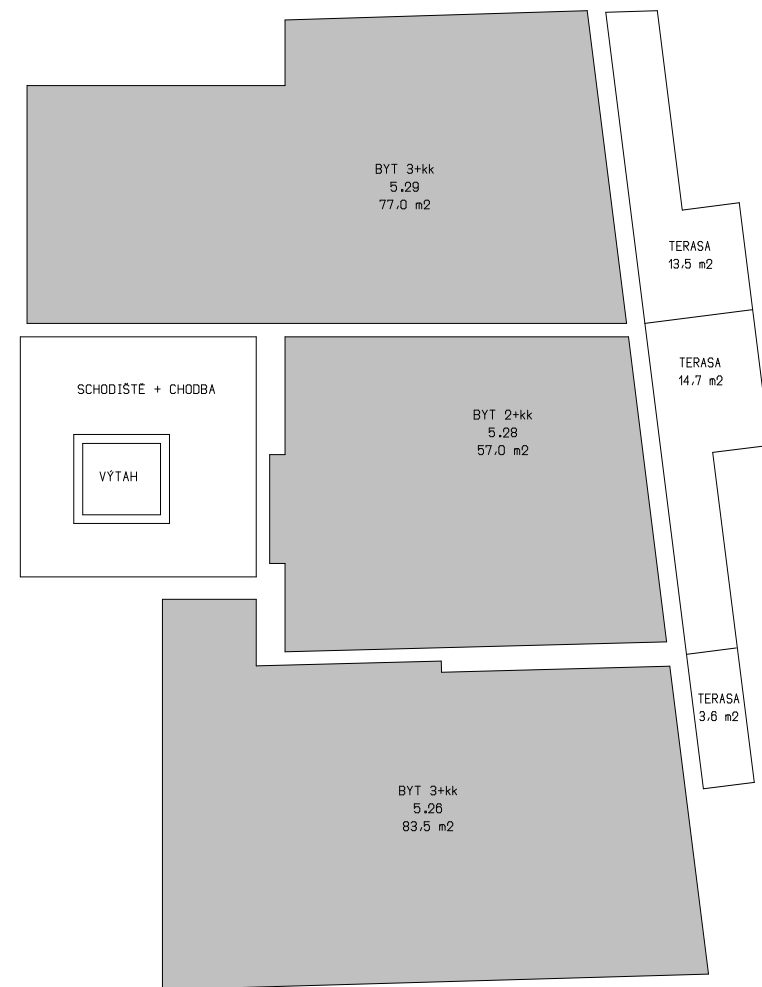 BYT 3+kk
5.29
77,0 m2
TERASA
13,5 m2
TERASA
14,7 m2
SCHODIŠTĚ + CHODBA
VÝTAH
BYT 2+kk
5.28
57,0 m2
TERASA
3,6 m2
BYT 3+kk
5.26
83,5 m2